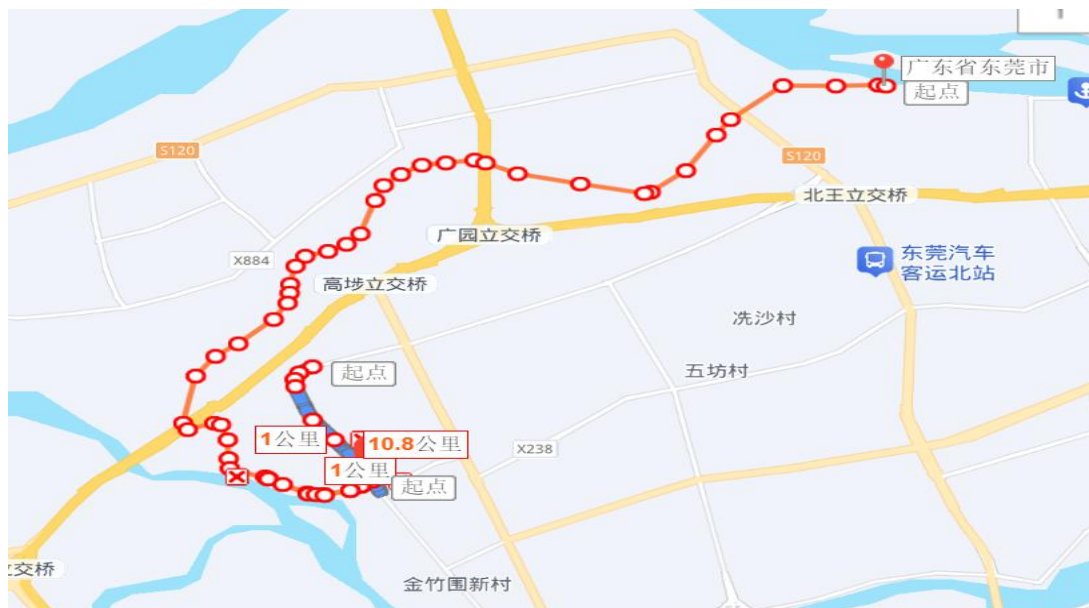 广东省东莞市
起点
S120
S120
北王立交桥
广园立交桥
X884
东莞汽车
客运北站
高埗立交桥
冼沙村
五坊村
起点
1公里
10.8公里
X238
1公里
起点
立交桥
金竹围新村